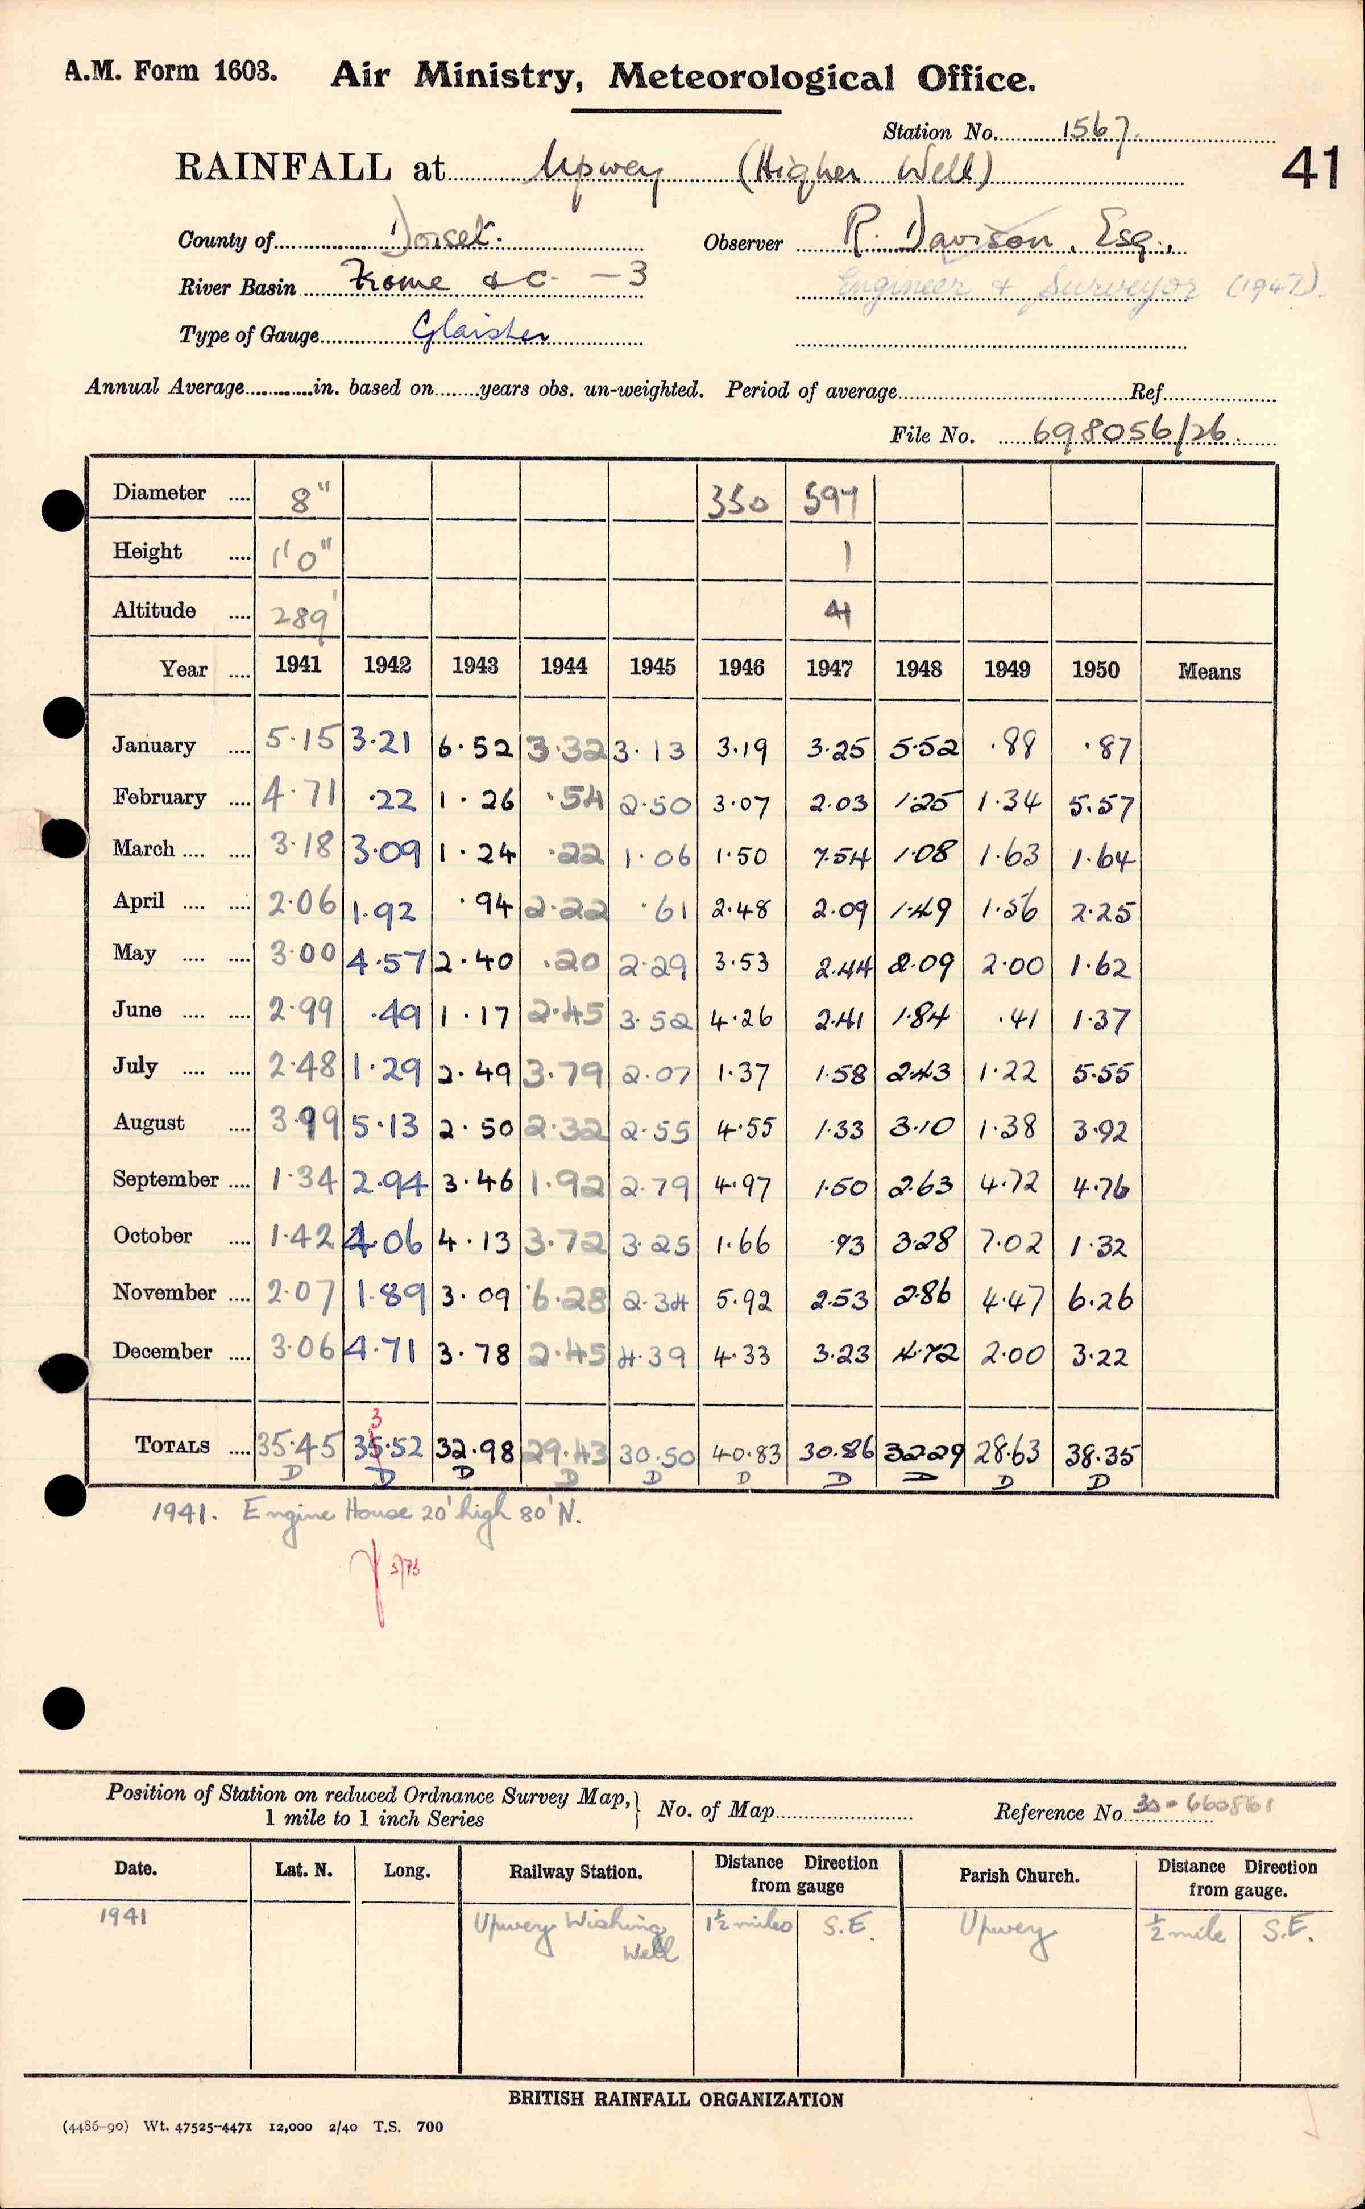 A.M. Form 1603. Air Ministry, Meteorological Office.
Station No. 1567.
RAINFALL at Upwey (Higher Well) 41
County of Dorset. Observer R. Davison, Esq.,
River Basin Frome &c. - 3 Engineer & Surveyor (1947).
Type of Gauge Glaisher
Annual Average in. based on years obs. un-weighted. Period of average Ref.
File No. 698056/26.
Diameter 8" 350 597
Height 1'0" 1
Altitude 289' 41
Year 1941 1942 1943 1944 1945 1946 1947 1948 1949 1950 Means
January 5.15 3.21 6.52 3.32 3.13 3.19 3.25 5.52 .88 .87
February 4.71 .22 1.26 .54 2.50 3.07 2.03 1.25 1.34 5.57
March 3.18 3.09 1.24 .22 1.06 1.50 7.54 1.08 1.63 1.64
April 2.06 1.92 .94 2.22 .61 2.48 2.09 1.49 1.56 2.25
May 3.00 4.57 2.40 .20 2.29 3.53 2.44 2.09 2.00 1.62
June 2.99 .49 1.17 2.45 3.52 4.26 2.41 1.84 .41 1.37
July 2.48 1.29 2.49 3.79 2.07 1.37 1.58 2.43 1.22 5.55
August 3.99 5.13 2.50 2.32 2.55 4.55 1.33 3.10 1.38 3.92
September 1.34 2.94 3.46 1.92 2.79 4.97 1.50 2.63 4.72 4.76
October 1.42 4.06 4.13 3.72 3.25 1.66 .93 3.28 7.02 1.32
November 2.07 1.89 3.09 6.28 2.34 5.92 2.53 2.86 4.47 6.26
December 3.06 4.71 3.78 2.45 4.39 4.33 3.23 4.72 2.00 3.22
3
TOTALS 35.45 35.52 32.98 29.43 30.50 40.83 30.86 32.29 28.63 38.35
D D D D D D D D D D
1941. Engine House 20' high 80' N.
3/73
Position of Station on reduced Ordnance Survey Map, 1 mile to 1 inch Series } No. of Map Reference No. 30-660861
Date. Lat. N. Long. Railway Station. Distance Direction from gauge Parish Church. Distance Direction from gauge.
1941 Upwey Wishing Well 1½ miles S.E. Upwey ½ mile S.E.
BRITISH RAINFALL ORGANIZATION
(4486-90) Wt. 47525-4471 12,000 2/40 T.S. 700